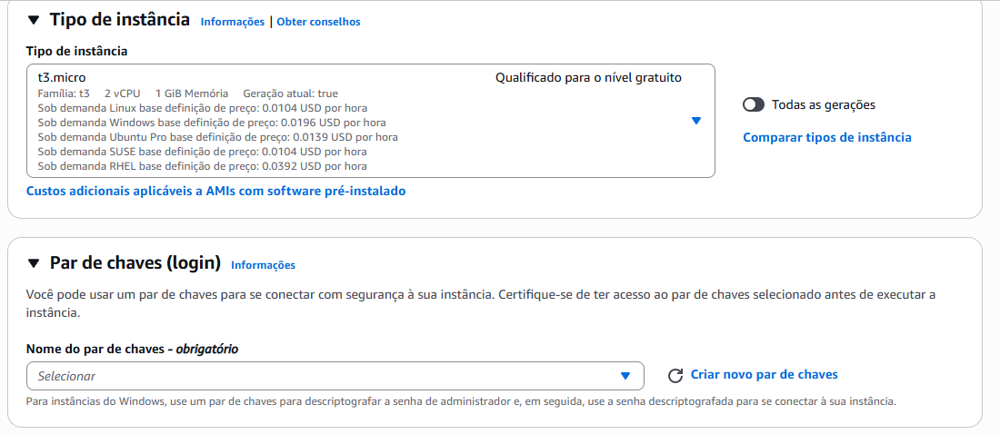 Tipo de instância Informações | Obter conselhos
Tipo de instância
t3.micro Qualificado para o nível gratuito
Família: t3 2 vCPU 1 GiB Memória Geração atual: true
Sob demanda Linux base definição de preço: 0.0104 USD por hora
Sob demanda Windows base definição de preço: 0.0196 USD por hora
Sob demanda Ubuntu Pro base definição de preço: 0.0139 USD por hora
Sob demanda SUSE base definição de preço: 0.0104 USD por hora
Sob demanda RHEL base definição de preço: 0.0392 USD por hora
Todas as gerações
Comparar tipos de instância
Custos adicionais aplicáveis a AMIs com software pré-instalado
Par de chaves (login) Informações
Você pode usar um par de chaves para se conectar com segurança à sua instância. Certifique-se de ter acesso ao par de chaves selecionado antes de executar a
instância.
Nome do par de chaves - obrigatório
Selecionar
Criar novo par de chaves
Para instâncias do Windows, use um par de chaves para descriptografar a senha de administrador e, em seguida, use a senha descriptografada para se conectar à sua instância.